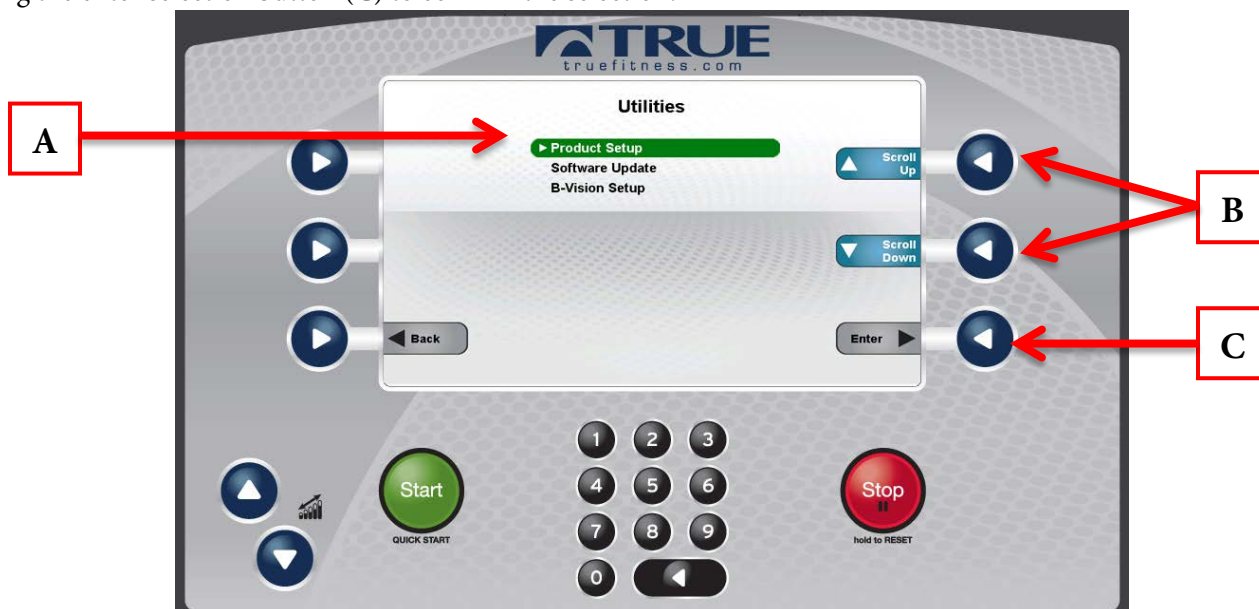 g the enter selection button (C) to confirm the selection.
TRUE
truefitness.com
Utilities
A
Product Setup
Software Update
B-Vision Setup
Scroll
Up
B
Scroll
Down
Back
Enter
C
1 2 3
Start
4 5 6
Stop
QUICK START
7 8 9
hold to RESET
0